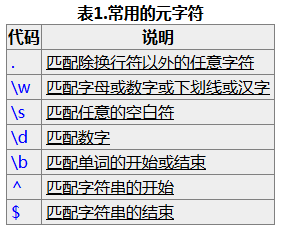 表1.常用的元字符
代码 说明
. 匹配除换行符以外的任意字符
\w 匹配字母或数字或下划线或汉字
\s 匹配任意的空白符
\d 匹配数字
\b 匹配单词的开始或结束
^ 匹配字符串的开始
$ 匹配字符串的结束